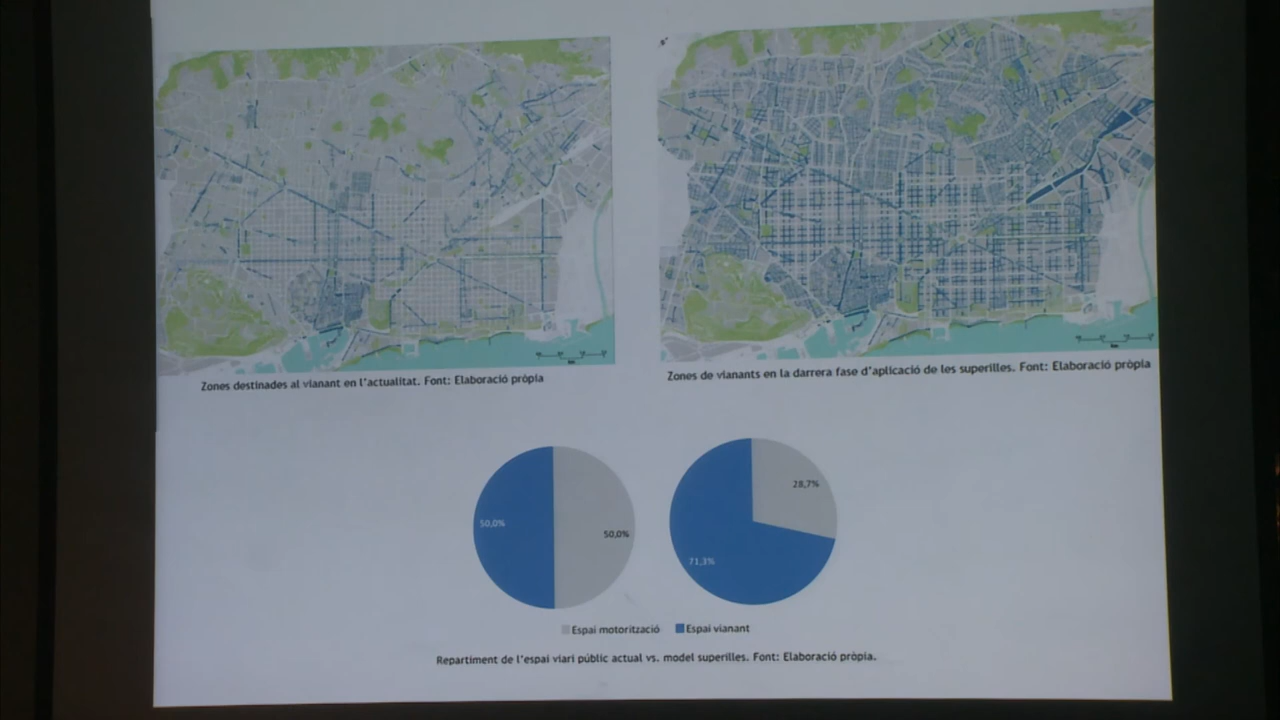 Zones destinades al vianant en l'actualitat. Font: Elaboració pròpia
Zones de vianants en la darrera fase d'aplicació de les superilles. Font: Elaboració pròpia
50,0%
50,0%
28,7%
71,3%
Espai motorització
Espai vianant
Repartiment de l'espai viari públic actual vs. model superilles. Font: Elaboració pròpia.